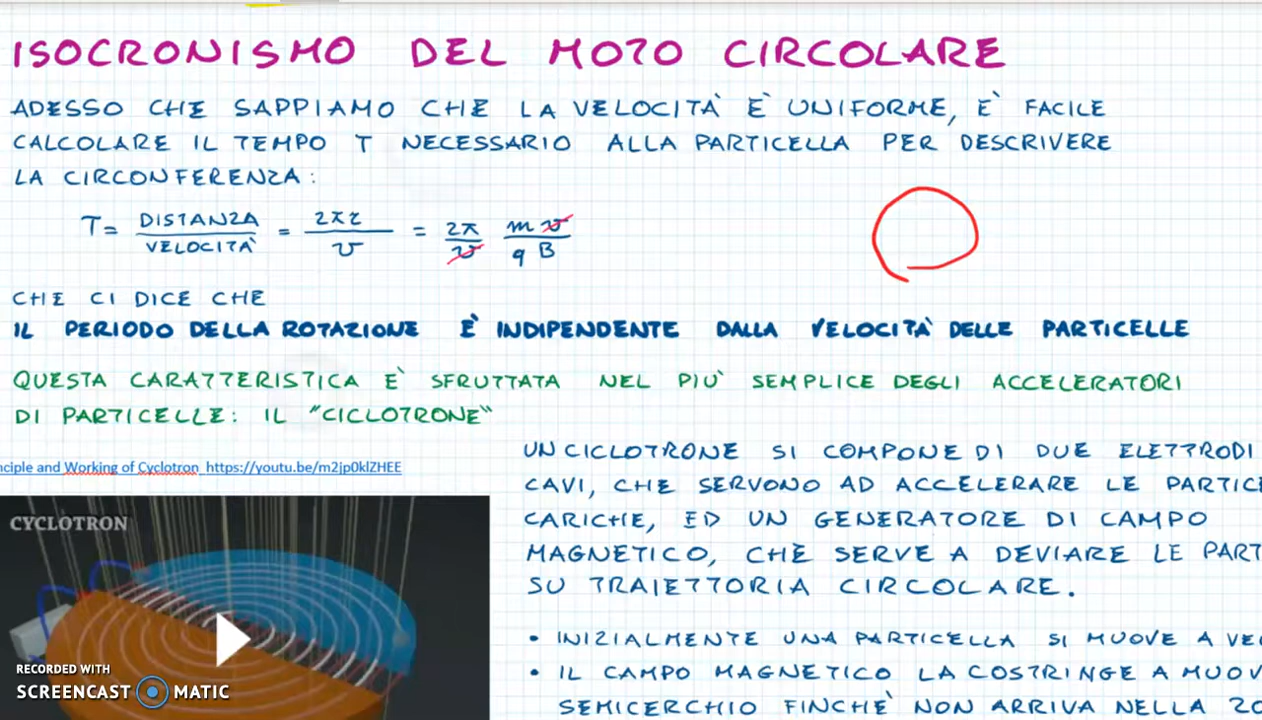 ISOCRONISMO DEL MOTO CIRCOLARE
ADESSO CHE SAPPIAMO CHE LA VELOCITÀ È UNIFORME, È FACILE
CALCOLARE IL TEMPO T NECESSARIO ALLA PARTICELLA PER DESCRIVERE
LA CIRCONFERENZA:
T = DISTANZA / VELOCITÀ = 2πr / v = 2π / v m v / q B
CHE CI DICE CHE
IL PERIODO DELLA ROTAZIONE È INDIPENDENTE DALLA VELOCITÀ DELLE PARTICELLE
QUESTA CARATTERISTICA È SFRUTTATA NEL PIÙ SEMPLICE DEGLI ACCELERATORI
DI PARTICELLE: IL "CICLOTRONE"
nciple and Working of Cyclotron https://youtu.be/m2jp0klZHEE
CYCLOTRON
RECORDED WITH
SCREENCAST MATIC
UN CICLOTRONE SI COMPONE DI DUE ELETTRODI
CAVI, CHE SERVONO AD ACCELERARE LE PARTICE
CARICHE, ED UN GENERATORE DI CAMPO
MAGNETICO, CHE SERVE A DEVIARE LE PART
SU TRAIETTORIA CIRCOLARE.
• INIZIALMENTE UNA PARTICELLA SI MUOVE A VE
• IL CAMPO MAGNETICO LA COSTRINGE A MUOV
SEMICERCHIO FINCHÈ NON ARRIVA NELLA ZO